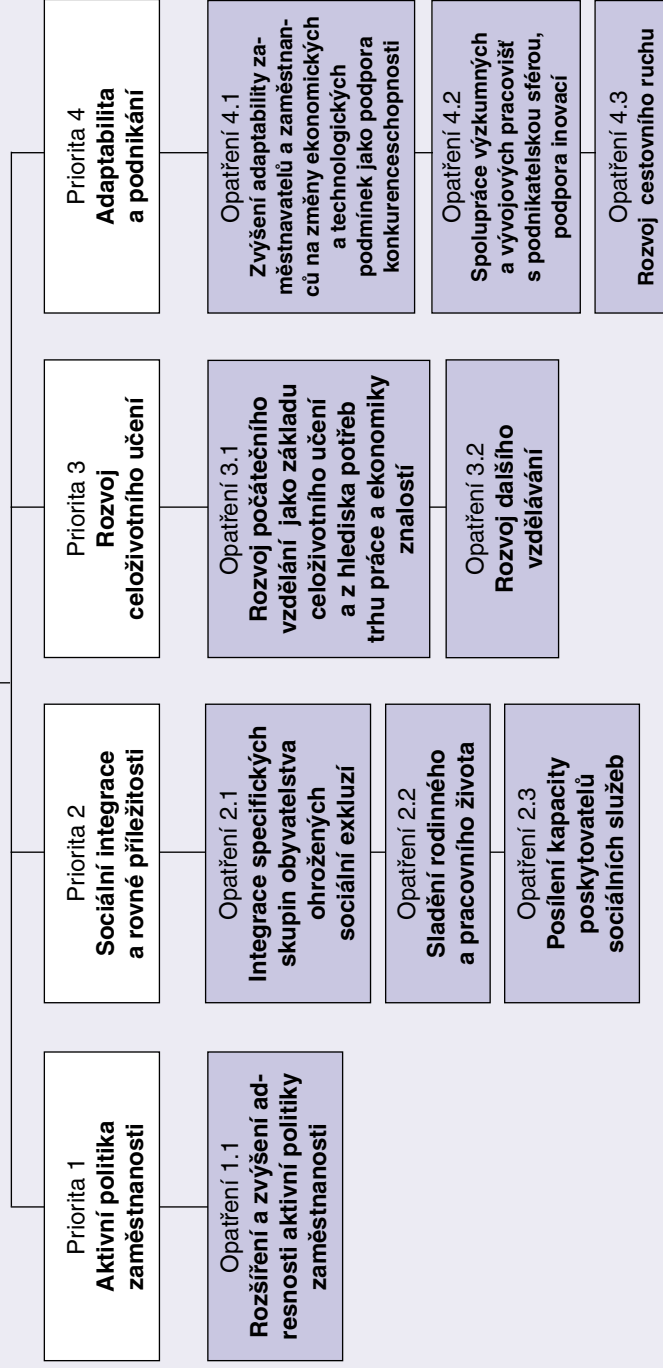 Priorita 1
Aktivní politika
zaměstnanosti
Opatření 1.1
Rozšíření a zvýšení ad-
resnosti aktivní politiky
zaměstnanosti
Priorita 2
Sociální integrace
a rovné příležitosti
Opatření 2.1
Integrace specifických
skupin obyvatelstva
ohrožených
sociální exkluzí
Opatření 2.2
Sladění rodinného
a pracovního života
Opatření 2.3
Posílení kapacity
poskytovatelů
sociálních služeb
Priorita 3
Rozvoj
celoživotního učení
Opatření 3.1
Rozvoj počátečního
vzdělání jako základu
celoživotního učení
a z hlediska potřeb
trhu práce a ekonomiky
znalostí
Opatření 3.2
Rozvoj dalšího
vzdělávání
Priorita 4
Adaptabilita
a podnikání
Opatření 4.1
Zvýšení adaptability za-
městnavatelů a zaměstnan-
ců na změny ekonomických
a technologických
podmínek jako podpora
konkurenceschopnosti
Opatření 4.2
Spolupráce výzkumných
a vývojových pracovišť
s podnikatelskou sférou,
podpora inovací
Opatření 4.3
Rozvoj cestovního ruchu